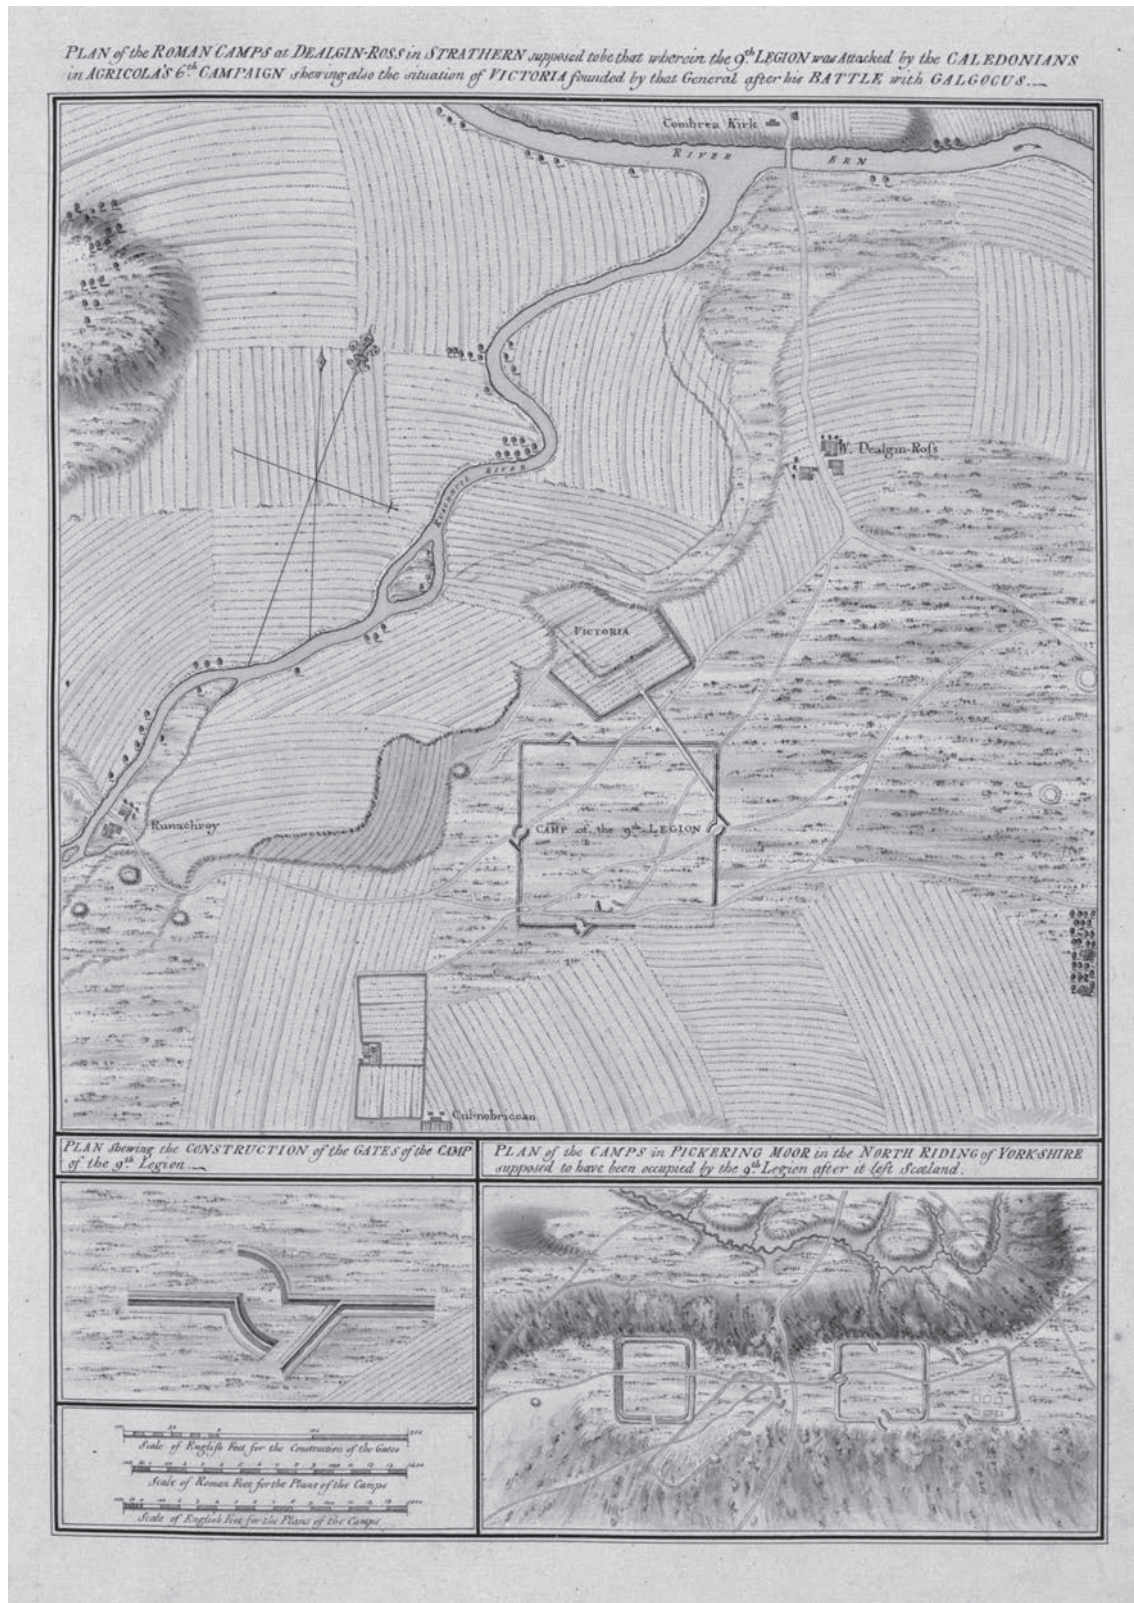 PLAN of the ROMAN CAMPS at DEALGIN-ROSS in STRATHERN supposed to be that wherein the 9th LEGION was Attacked by the CALEDONIANS
in AGRICOLA'S 6th CAMPAIGN shewing also the situation of VICTORIA founded by that General after his BATTLE with GALGOCUS.
Combrea Kirk
RIVER ERN
W. Dealgin-Ross
RIVER
VICTORIA
CAMP of the 9th LEGION
Runachroy
Cul-nobriccan
PLAN shewing the CONSTRUCTION of the GATES of the CAMP
of the 9th Legion.
PLAN of the CAMPS in PICKERING MOOR in the NORTH RIDING of YORK-SHIRE
supposed to have been occupied by the 9th Legion after it left Scotland.
Scale of English Feet for the Construction of the Gates
Scale of Roman Feet for the Plans of the Camps
Scale of English Feet for the Plans of the Camps